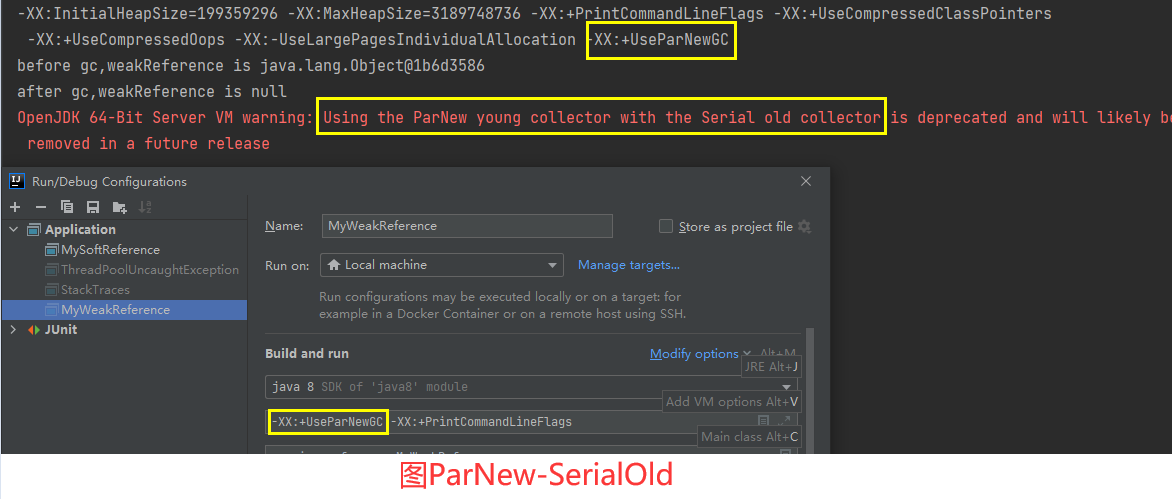 -XX:InitialHeapSize=199359296 -XX:MaxHeapSize=3189748736 -XX:+PrintCommandLineFlags -XX:+UseCompressedClassPointers
-XX:+UseCompressedOops -XX:-UseLargePagesIndividualAllocation -XX:+UseParNewGC
before gc,weakReference is java.lang.Object@1b6d3586
after gc,weakReference is null
OpenJDK 64-Bit Server VM warning: Using the ParNew young collector with the Serial old collector is deprecated and will likely be
removed in a future release
Run/Debug Configurations
Application
MySoftReference
ThreadPoolUncaughtException
StackTraces
MyWeakReference
JUnit
Name: MyWeakReference
Store as project file
Run on: Local machine
Manage targets...
Run configurations may be executed locally or on a target: for
example in a Docker Container or on a remote host using SSH.
Build and run
Modify options Alt+M
JRE Alt+J
java 8 SDK of 'java8' module
Add VM options Alt+V
-XX:+UseParNewGC -XX:+PrintCommandLineFlags
Main class Alt+C
图ParNew-SerialOld